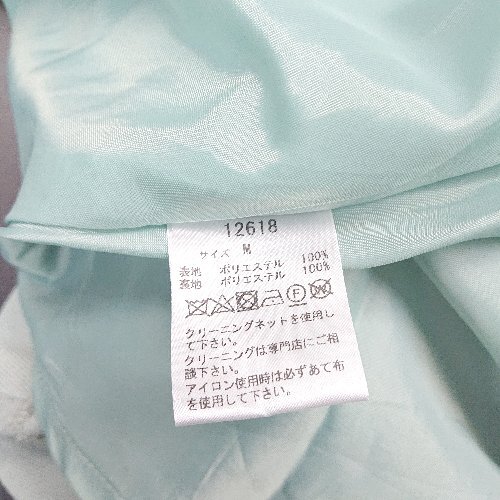 12618
サイズ M
表地 ポリエステル 100%
裏地 ポリエステル 100%
クリーニングネットを使用し
て下さい。
クリーニングは専門店にご相
談下さい。
アイロン使用時は必ずあて布
を使用して下さい。